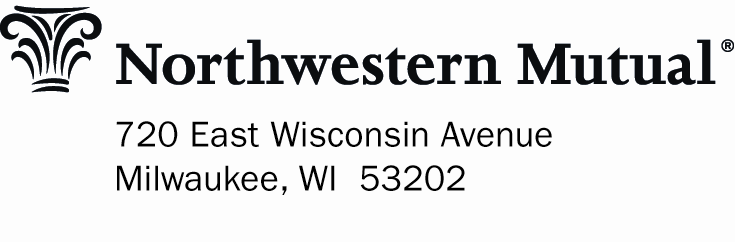 Northwestern Mutual®
720 East Wisconsin Avenue
Milwaukee, WI  53202